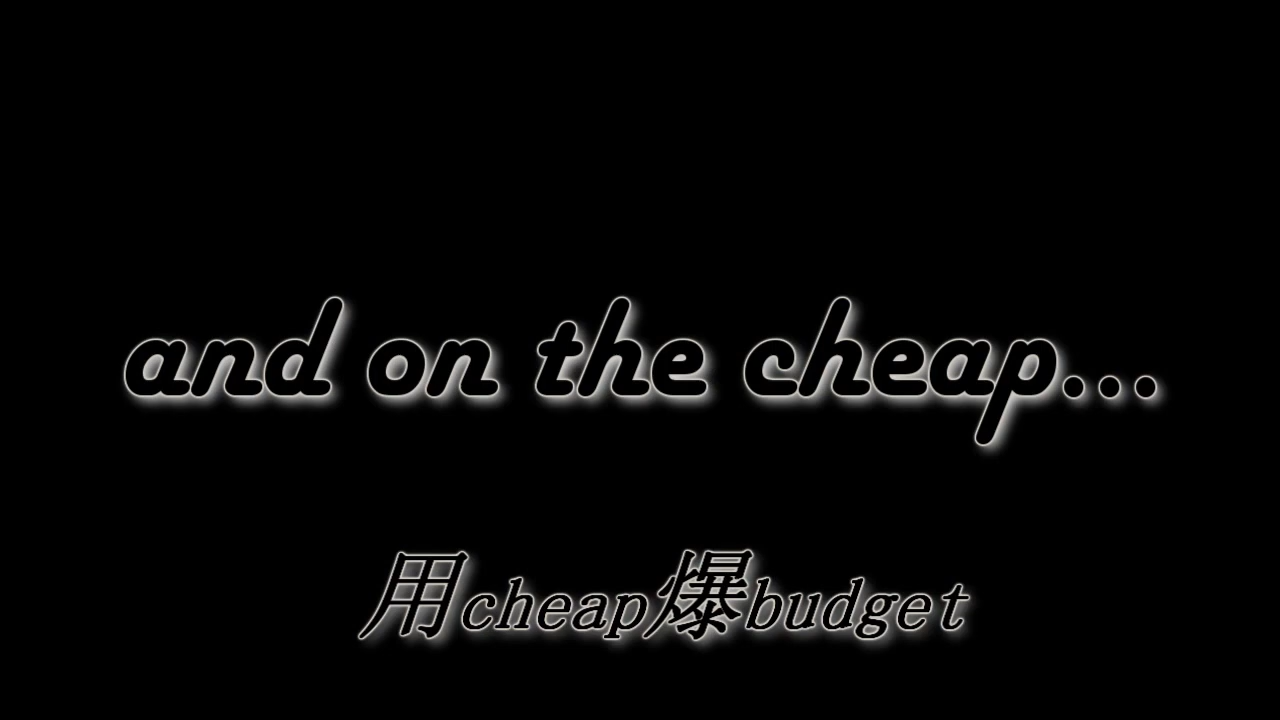 and on the cheap...
用cheap爆budget